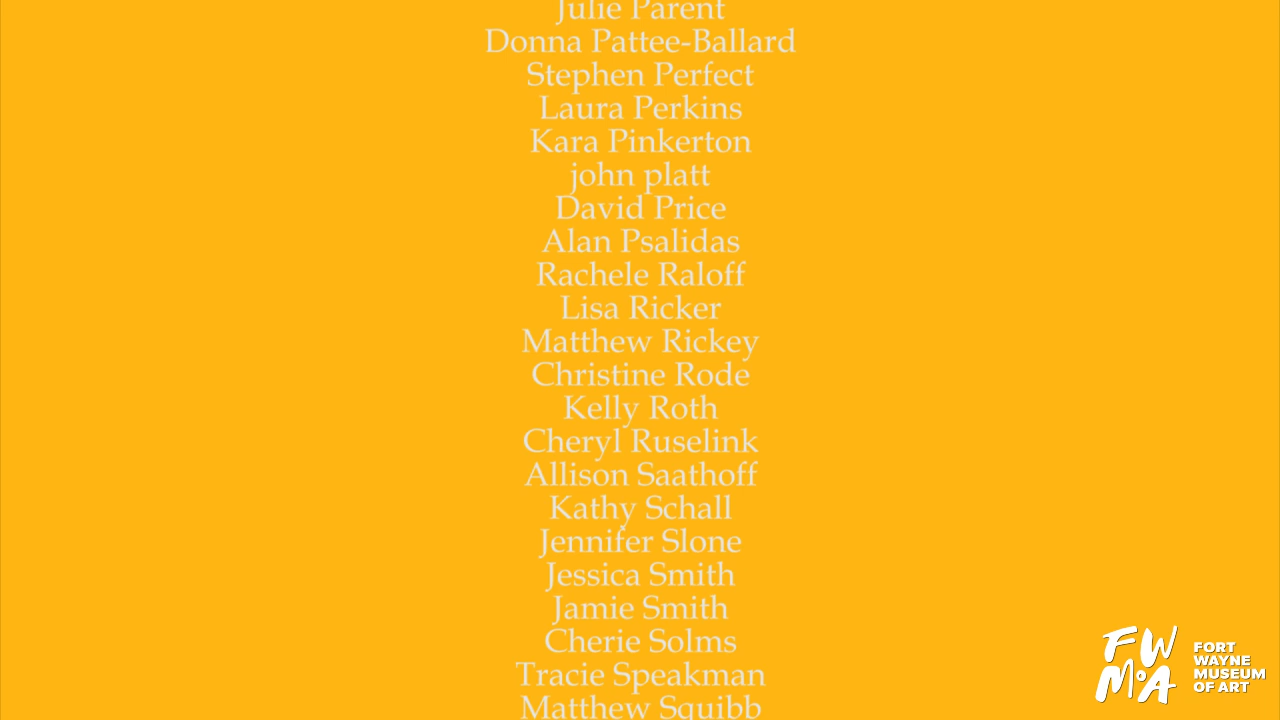 Julie Parent
Donna Pattee-Ballard
Stephen Perfect
Laura Perkins
Kara Pinkerton
john platt
David Price
Alan Psalidas
Rachele Raloff
Lisa Ricker
Matthew Rickey
Christine Rode
Kelly Roth
Cheryl Ruselink
Allison Saathoff
Kathy Schall
Jennifer Slone
Jessica Smith
Jamie Smith
Cherie Solms
Tracie Speakman
Matthew Squibb
FW
MoA
FORT
WAYNE
MUSEUM
OF ART